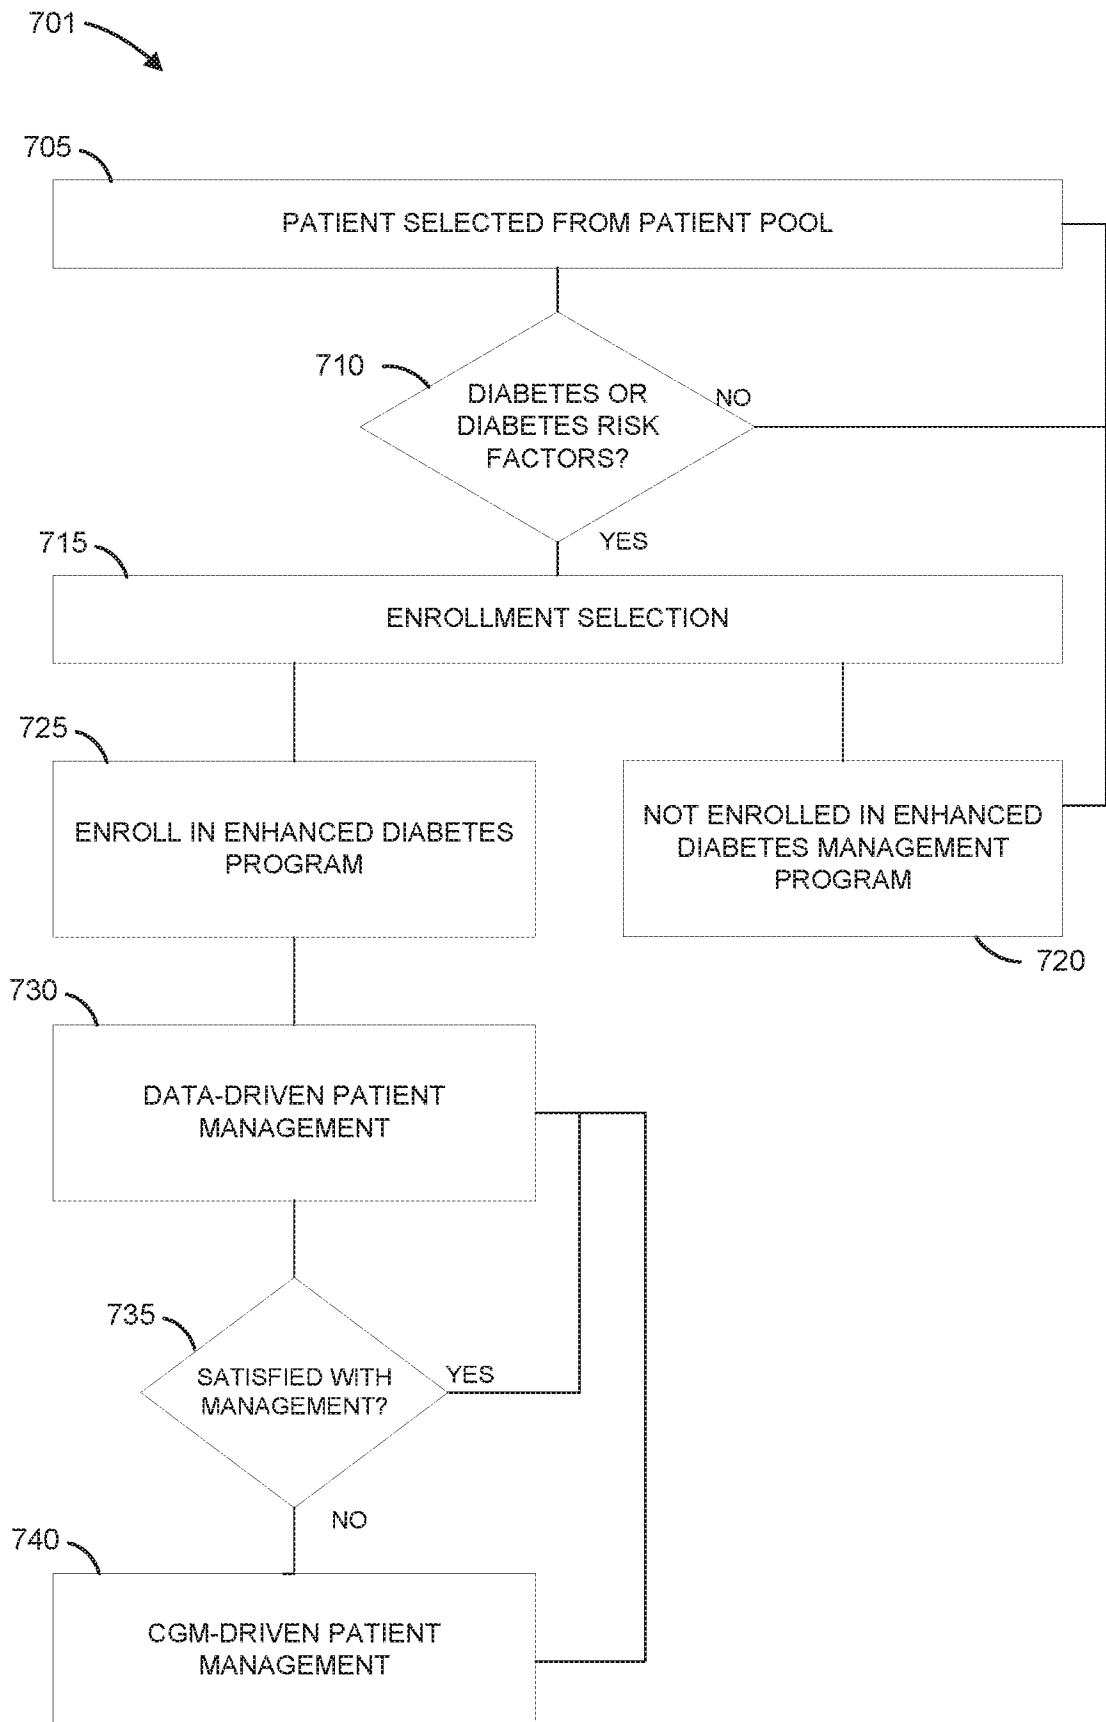 701
705
PATIENT SELECTED FROM PATIENT POOL
710
DIABETES OR
DIABETES RISK
FACTORS?
NO
YES
715
ENROLLMENT SELECTION
725
ENROLL IN ENHANCED DIABETES
PROGRAM
NOT ENROLLED IN ENHANCED
DIABETES MANAGEMENT
PROGRAM
720
730
DATA-DRIVEN PATIENT
MANAGEMENT
735
SATISFIED WITH
MANAGEMENT?
YES
NO
740
CGM-DRIVEN PATIENT
MANAGEMENT